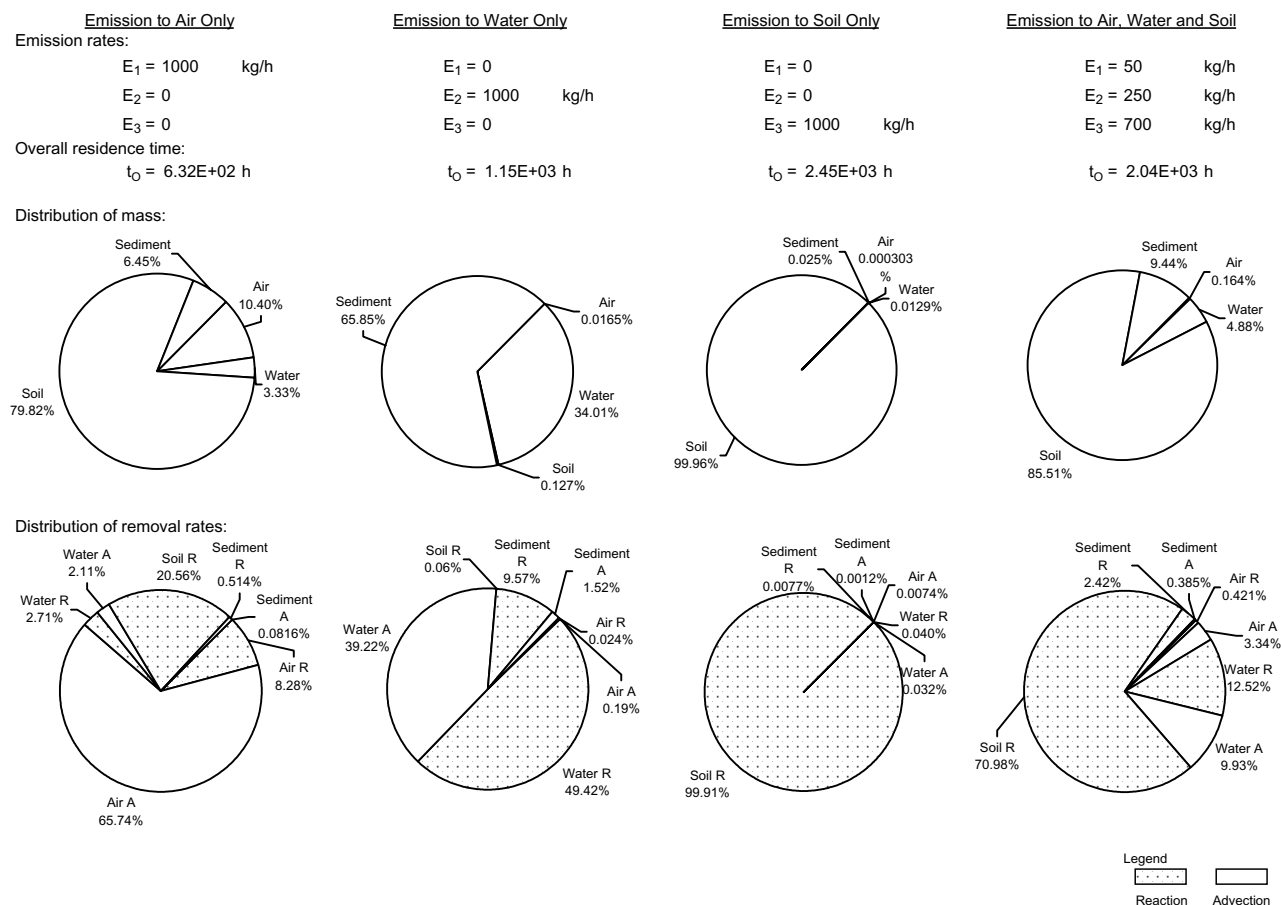 Emission to Air Only
Emission to Water Only
Emission to Soil Only
Emission to Air, Water and Soil
Emission rates:
E1 = 1000 kg/h
E1 = 0
E1 = 0
E1 = 50 kg/h
E2 = 0
E2 = 1000 kg/h
E2 = 0
E2 = 250 kg/h
E3 = 0
E3 = 0
E3 = 1000 kg/h
E3 = 700 kg/h
Overall residence time:
tO = 6.32E+02 h
tO = 1.15E+03 h
tO = 2.45E+03 h
tO = 2.04E+03 h
Distribution of mass:
Sediment
6.45%
Air
10.40%
Water
3.33%
Soil
79.82%
Sediment
65.85%
Air
0.0165%
Water
34.01%
Soil
0.127%
Sediment
0.025%
Air
0.000303
%
Water
0.0129%
Soil
99.96%
Sediment
9.44%
Air
0.164%
Water
4.88%
Soil
85.51%
Distribution of removal rates:
Water A
2.11%
Soil R
20.56%
Sediment
R
0.514%
Sediment
A
0.0816%
Water R
2.71%
Air R
8.28%
Air A
65.74%
Soil R
0.06%
Sediment
R
9.57%
Sediment
A
1.52%
Air R
0.024%
Water A
39.22%
Air A
0.19%
Water R
49.42%
Sediment
R
0.0077%
Sediment
A
0.0012%
Air A
0.0074%
Water R
0.040%
Water A
0.032%
Soil R
99.91%
Sediment
R
2.42%
Sediment
A
0.385%
Air R
0.421%
Air A
3.34%
Water R
12.52%
Water A
9.93%
Soil R
70.98%
Legend
Reaction
Advection